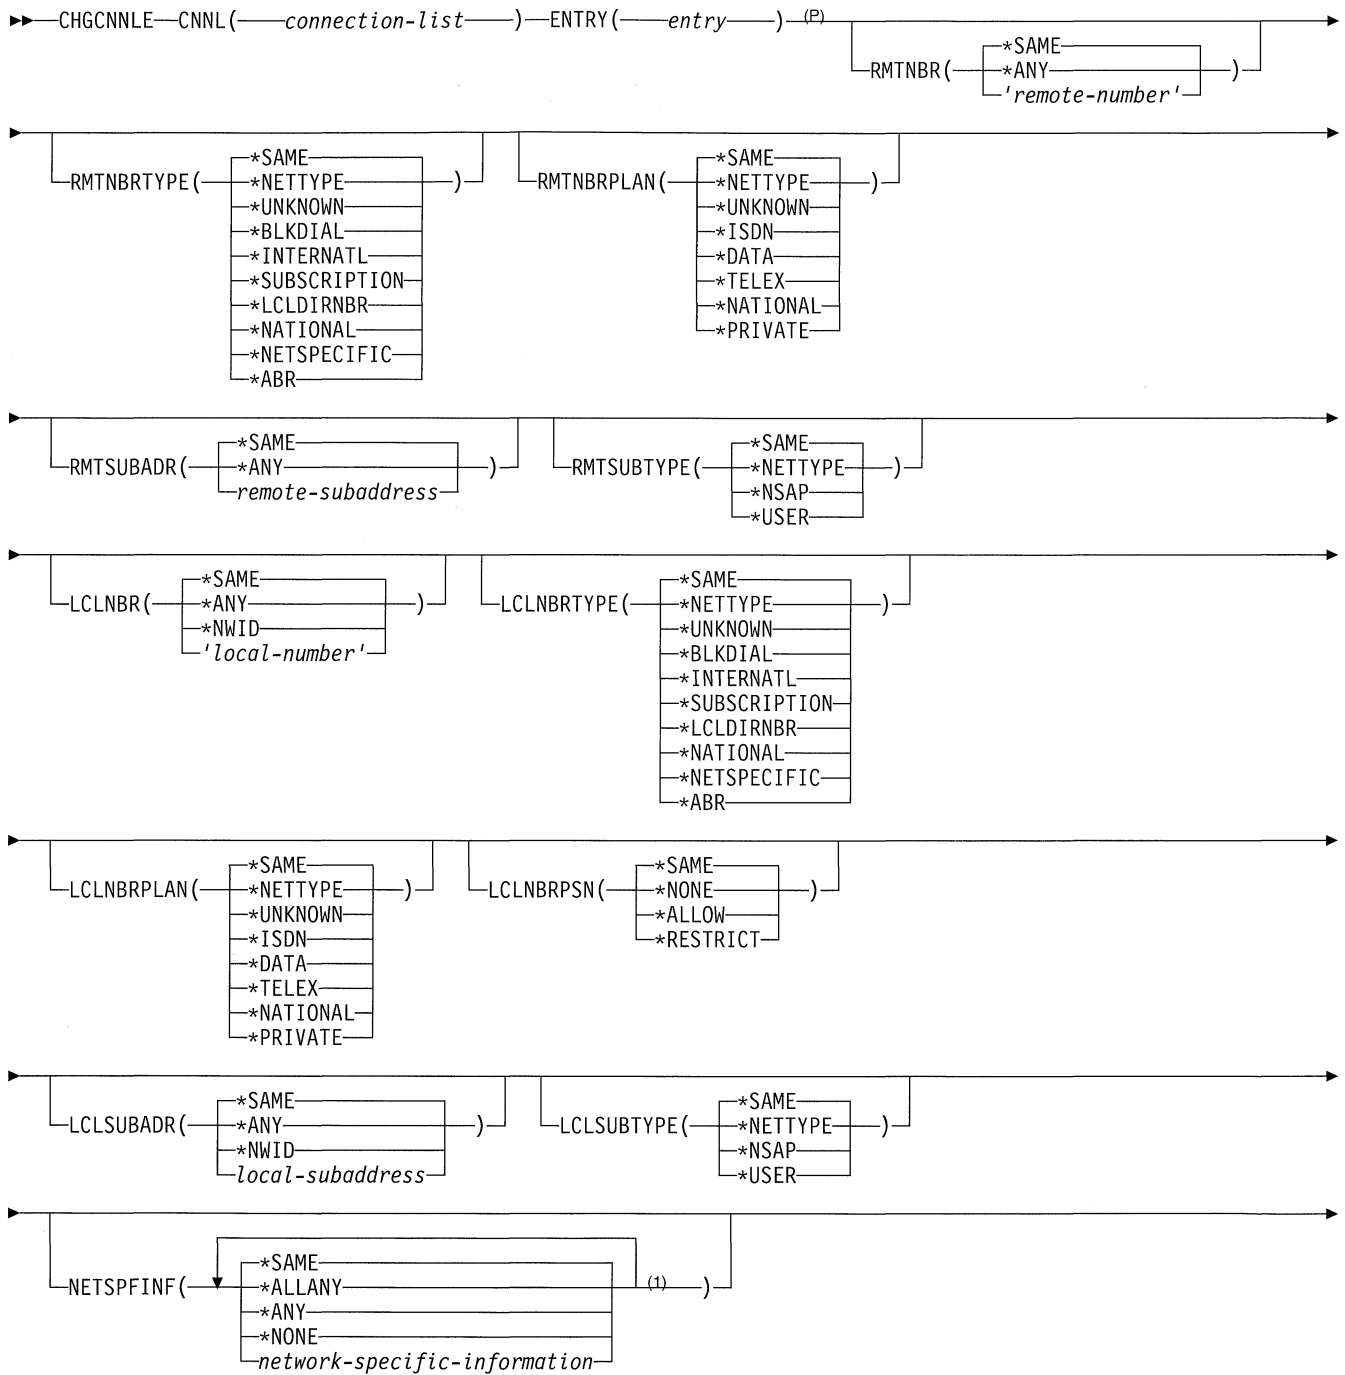 CHGCNNLE CNNL( connection-list ) ENTRY( entry ) (P)
RMTNBR( *SAME
*ANY )
'remote-number'
RMTNBRTYPE( *SAME
*NETTYPE )
*UNKNOWN
*BLKDIAL
*INTERNATL
*SUBSCRIPTION
*LCLDIRNBR
*NATIONAL
*NETSPECIFIC
*ABR
RMTNBRPLAN( *SAME
*NETTYPE )
*UNKNOWN
*ISDN
*DATA
*TELEX
*NATIONAL
*PRIVATE
RMTSUBADR( *SAME
*ANY )
remote-subaddress
RMTSUBTYPE( *SAME
*NETTYPE )
*NSAP
*USER
LCLNBR( *SAME
*ANY )
*NWID
'local-number'
LCLNBRTYPE( *SAME
*NETTYPE )
*UNKNOWN
*BLKDIAL
*INTERNATL
*SUBSCRIPTION
*LCLDIRNBR
*NATIONAL
*NETSPECIFIC
*ABR
LCLNBRPLAN( *SAME
*NETTYPE )
*UNKNOWN
*ISDN
*DATA
*TELEX
*NATIONAL
*PRIVATE
LCLNBRPSN( *SAME
*NONE )
*ALLOW
*RESTRICT
LCLSUBADR( *SAME
*ANY )
*NWID
local-subaddress
LCLSUBTYPE( *SAME
*NETTYPE )
*NSAP
*USER
NETSPFINF( *SAME
*ALLANY (1) )
*ANY
*NONE
network-specific-information